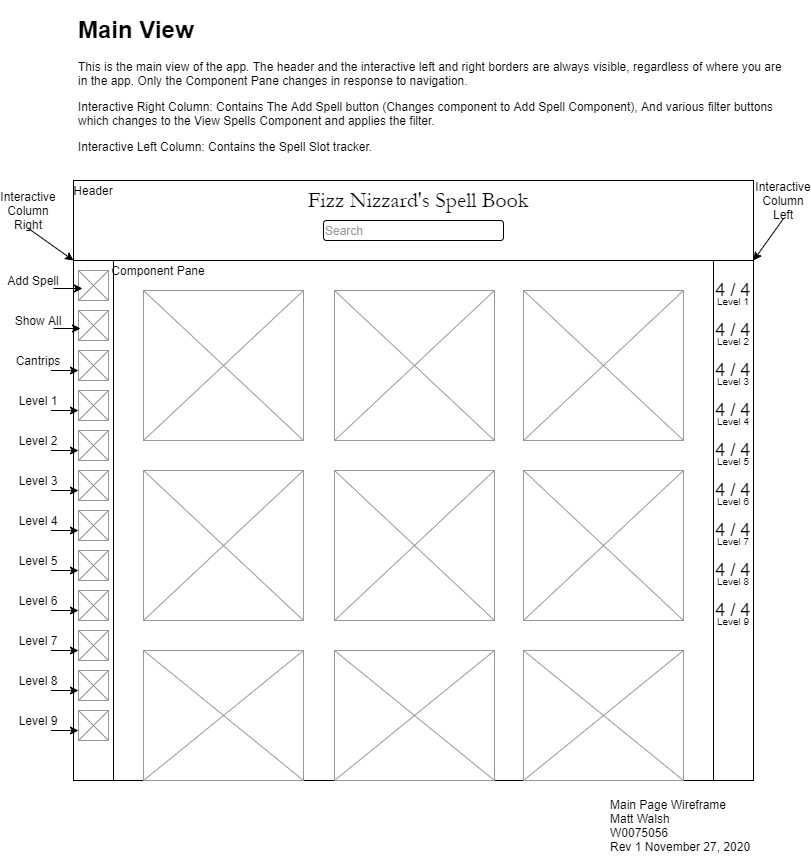 Main View
This is the main view of the app. The header and the interactive left and right borders are always visible, regardless of where you are
in the app. Only the Component Pane changes in response to navigation.
Interactive Right Column: Contains The Add Spell button (Changes component to Add Spell Component), And various filter buttons
which changes to the View Spells Component and applies the filter.
Interactive Left Column: Contains the Spell Slot tracker.
Interactive
Column
Right
Header
Fizz Nizzard's Spell Book
Search
Interactive
Column
Left
Component Pane
Add Spell
Show All
Cantrips
Level 1
Level 2
Level 3
Level 4
Level 5
Level 6
Level 7
Level 8
Level 9
4 / 4
Level 1
4 / 4
Level 2
4 / 4
Level 3
4 / 4
Level 4
4 / 4
Level 5
4 / 4
Level 6
4 / 4
Level 7
4 / 4
Level 8
4 / 4
Level 9
Main Page Wireframe
Matt Walsh
W0075056
Rev 1 November 27, 2020